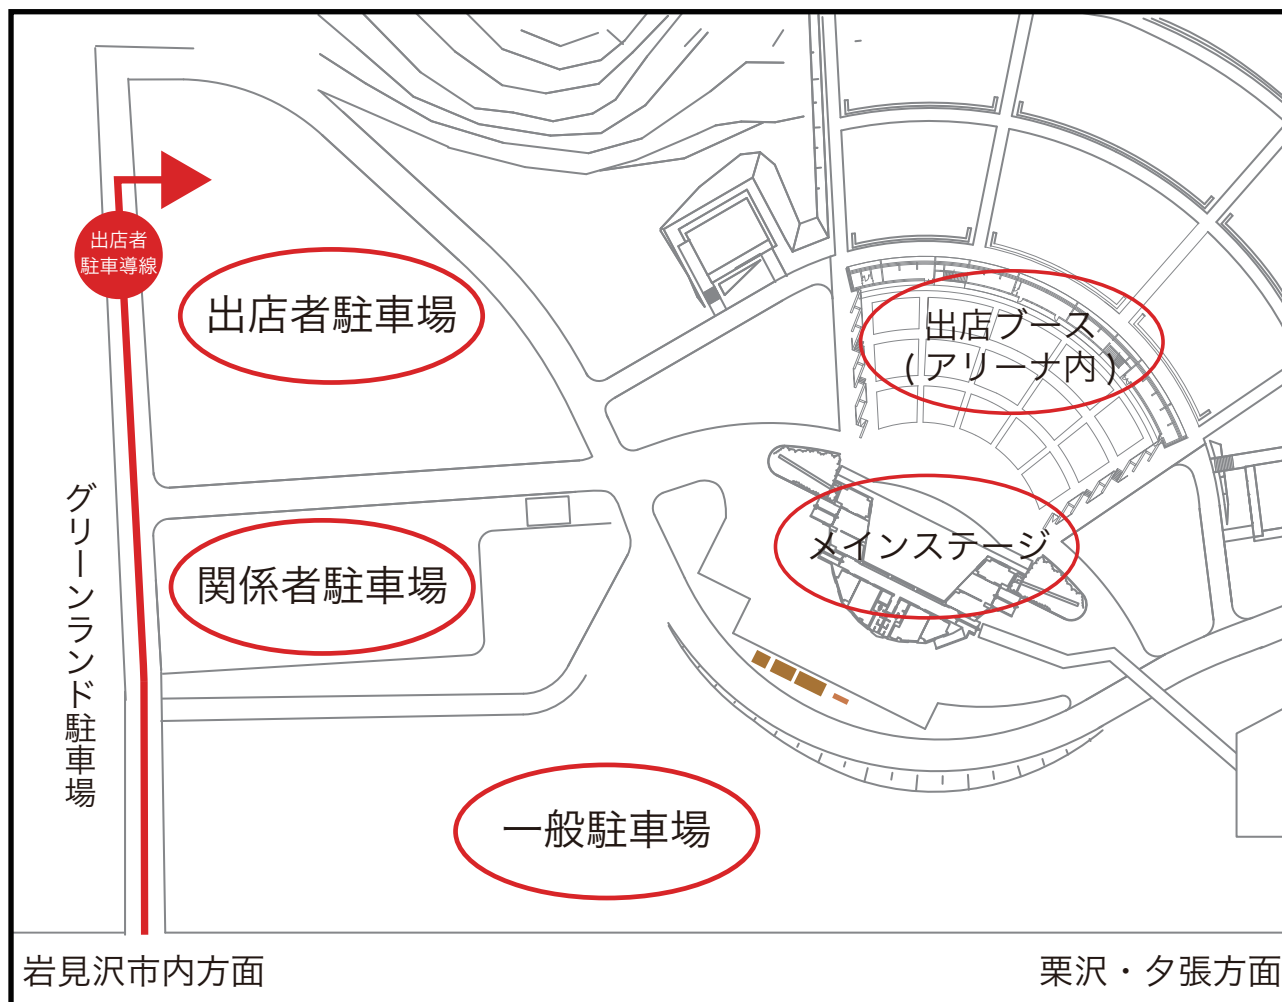 出店者
駐車導線
出店者駐車場
出店ブース
(アリーナ内)
グリーンランド駐車場
メインステージ
関係者駐車場
一般駐車場
岩見沢市内方面
栗沢・夕張方面